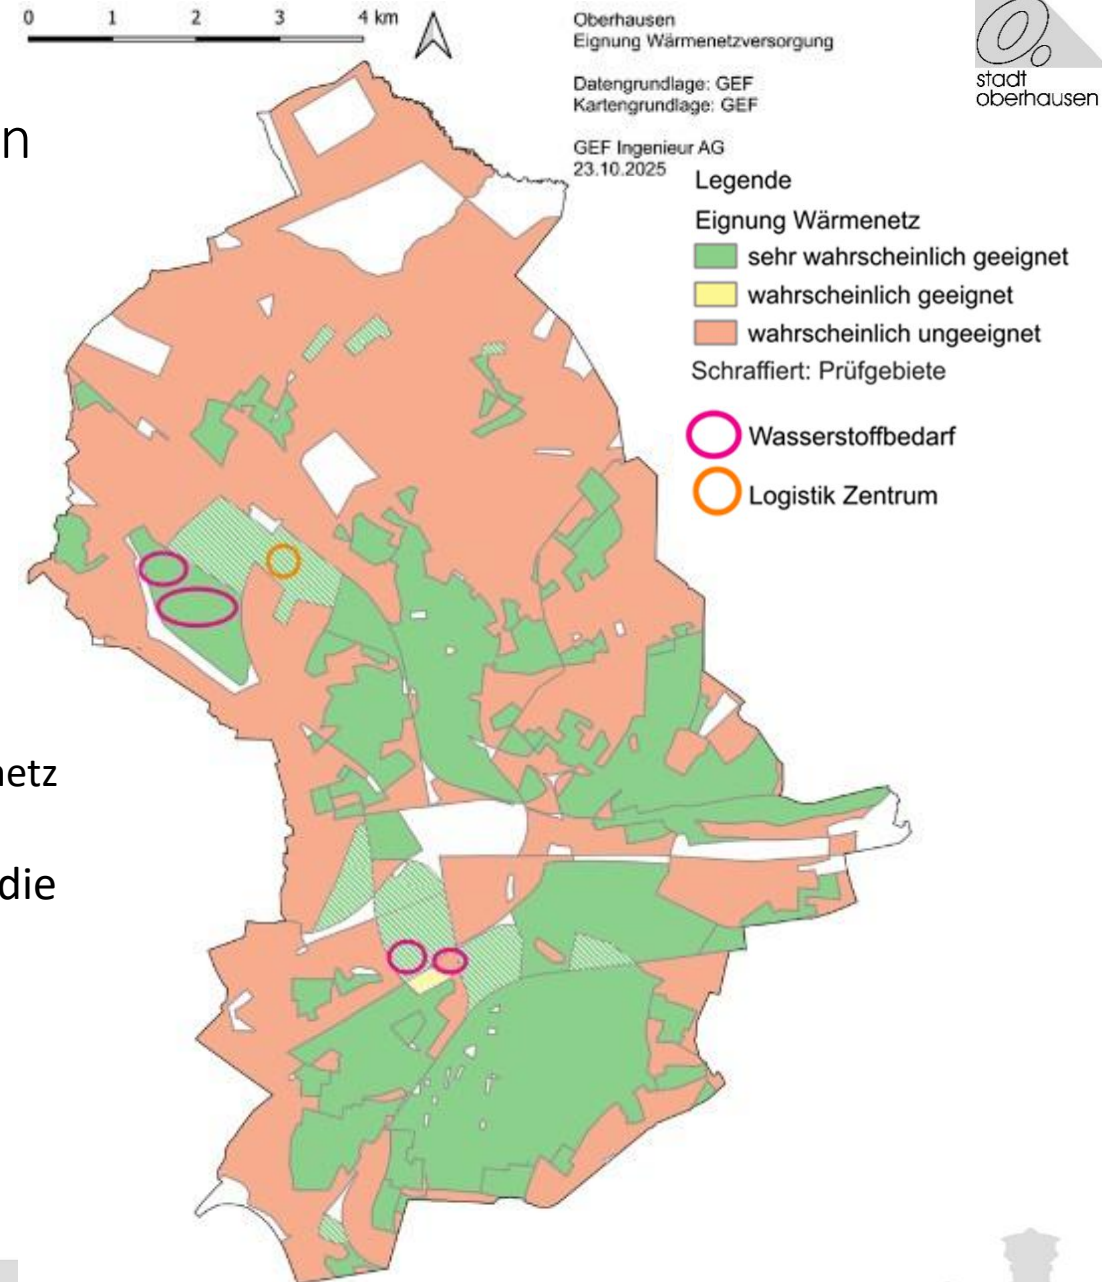 0 1 2 3 4 km
Oberhausen
Eignung Wärmenetzversorgung
Datengrundlage: GEF
Kartengrundlage: GEF
GEF Ingenieur AG
23.10.2025
stadt
oberhausen
n
Legende
Eignung Wärmenetz
sehr wahrscheinlich geeignet
wahrscheinlich geeignet
wahrscheinlich ungeeignet
Schraffiert: Prüfgebiete
Wasserstoffbedarf
Logistik Zentrum
netz
die